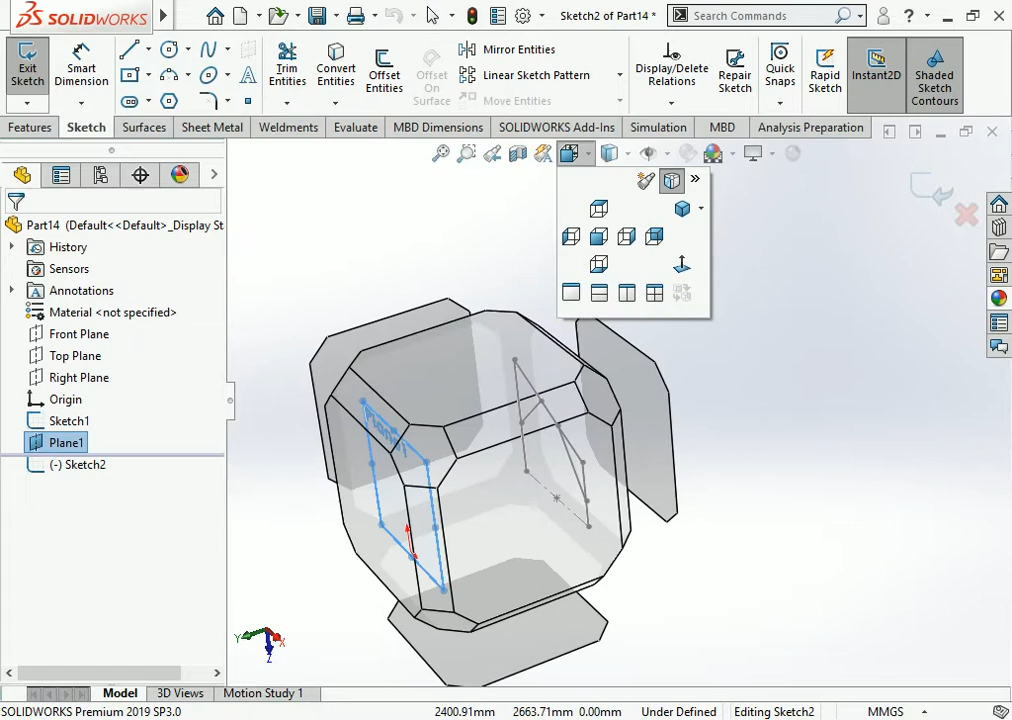 SOLIDWORKS
Sketch2 of Part14 *
Search Commands
Exit Sketch
Smart Dimension
Trim Entities
Convert Entities
Offset Entities
Offset On Surface
Mirror Entities
Linear Sketch Pattern
Move Entities
Display/Delete Relations
Repair Sketch
Quick Snaps
Rapid Sketch
Instant2D
Shaded Sketch Contours
Features
Sketch
Surfaces
Sheet Metal
Weldments
Evaluate
MBD Dimensions
SOLIDWORKS Add-Ins
Simulation
MBD
Analysis Preparation
Part14 (Default<<Default>_Display St
History
Sensors
Annotations
Material <not specified>
Front Plane
Top Plane
Right Plane
Origin
Sketch1
Plane1
(-) Sketch2
Plane1
Y
X
Z
Model
3D Views
Motion Study 1
SOLIDWORKS Premium 2019 SP3.0
2400.91mm
2663.71mm
0.00mm
Under Defined
Editing Sketch2
MMGS